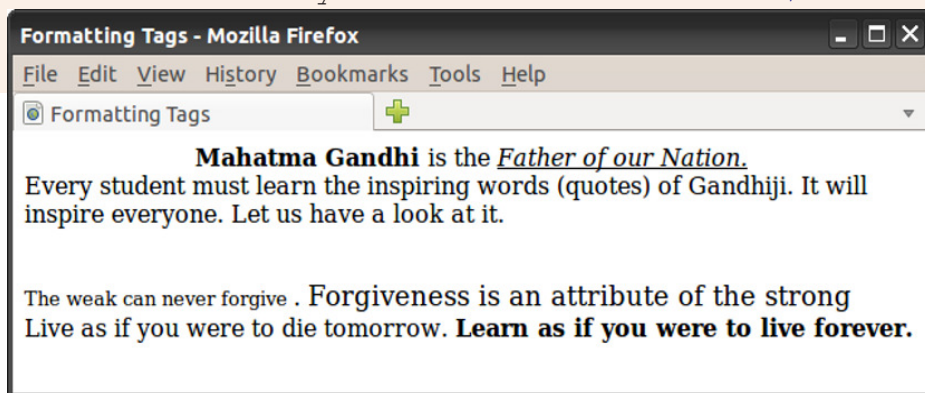 Formatting Tags - Mozilla Firefox
File Edit View History Bookmarks Tools Help
Formatting Tags
Mahatma Gandhi is the Father of our Nation.
Every student must learn the inspiring words (quotes) of Gandhiji. It will
inspire everyone. Let us have a look at it.
The weak can never forgive . Forgiveness is an attribute of the strong
Live as if you were to die tomorrow. Learn as if you were to live forever.